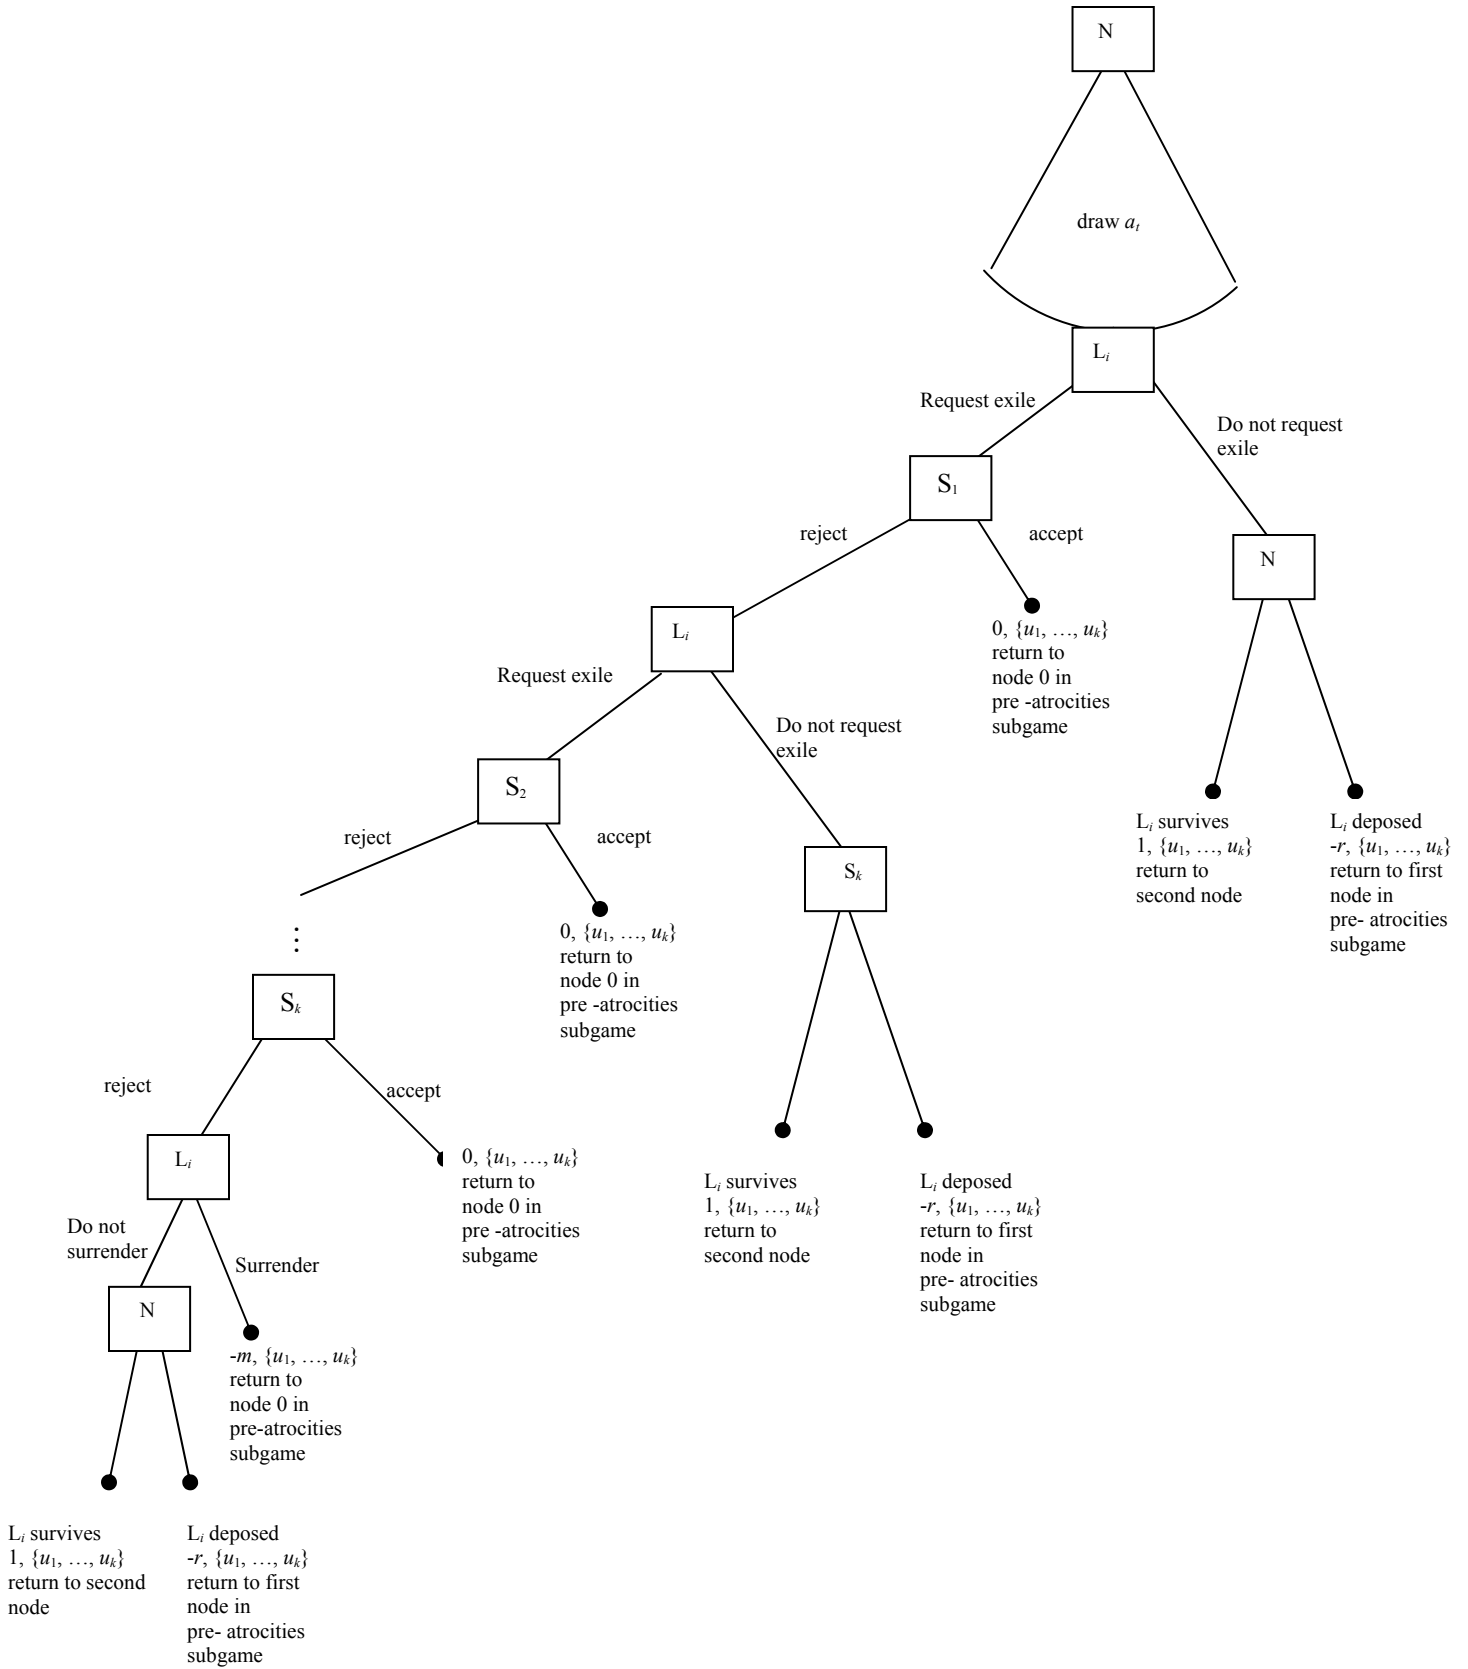 N
draw a_t
L_i
Request exile
Do not request
exile
S_1
reject
accept
N
L_i
0, {u_1, …, u_k}
return to
node 0 in
pre -atrocities
subgame
Request exile
Do not request
exile
S_2
reject
accept
L_i survives
1, {u_1, …, u_k}
return to
second node
L_i deposed
-r, {u_1, …, u_k}
return to first
node in
pre- atrocities
subgame
S_k
0, {u_1, …, u_k}
return to
node 0 in
pre -atrocities
subgame
⋮
S_k
reject
accept
L_i
0, {u_1, …, u_k}
return to
node 0 in
pre -atrocities
subgame
L_i survives
1, {u_1, …, u_k}
return to
second node
L_i deposed
-r, {u_1, …, u_k}
return to first
node in
pre- atrocities
subgame
Do not
surrender
Surrender
N
-m, {u_1, …, u_k}
return to
node 0 in
pre-atrocities
subgame
L_i survives
1, {u_1, …, u_k}
return to second
node
L_i deposed
-r, {u_1, …, u_k}
return to first
node in
pre- atrocities
subgame